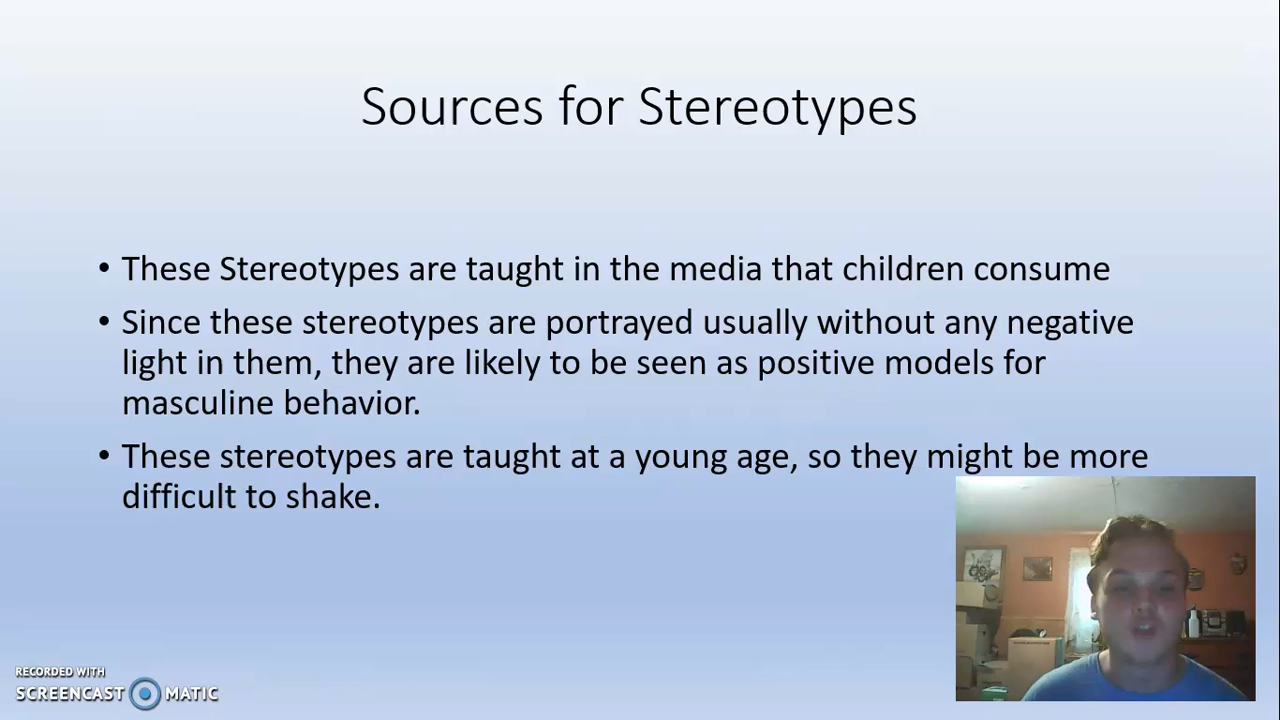 Sources for Stereotypes
• These Stereotypes are taught in the media that children consume
• Since these stereotypes are portrayed usually without any negative
light in them, they are likely to be seen as positive models for
masculine behavior.
• These stereotypes are taught at a young age, so they might be more
difficult to shake.
RECORDED WITH
SCREENCAST MATIC